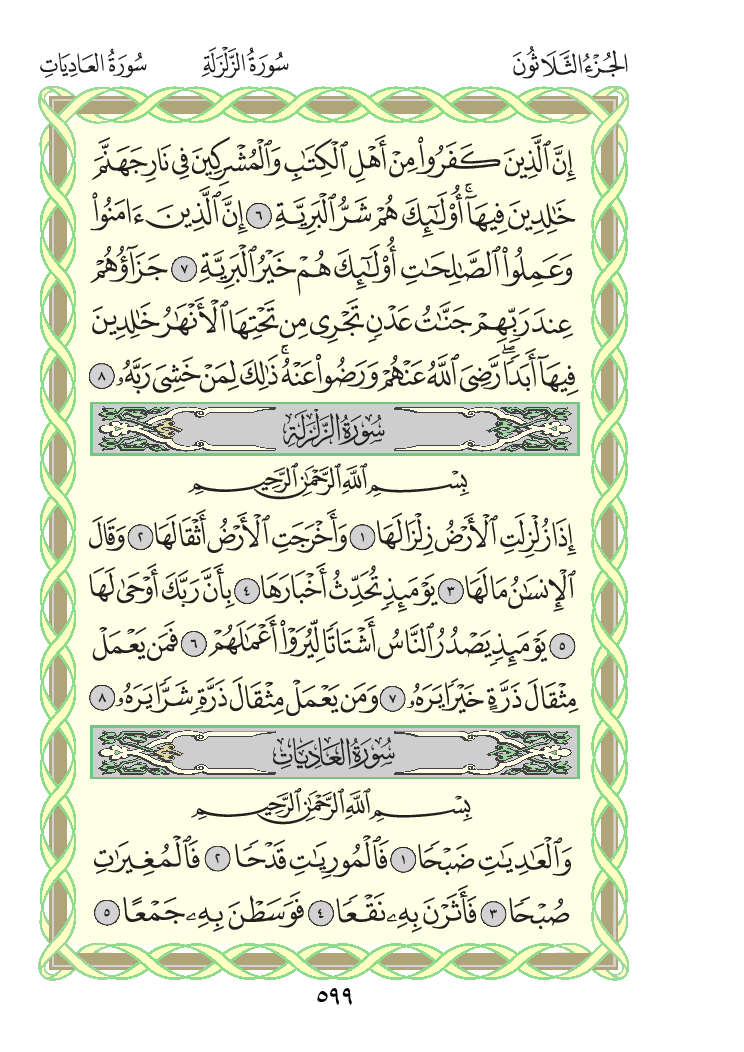 الجُزْءُ الثَّلَاثُونَ سُورَةُ الزَّلْزَلَةِ سُورَةُ العَادِيَاتِ
إِنَّ ٱلَّذِينَ كَفَرُواْ مِنْ أَهْلِ ٱلْكِتَٰبِ وَٱلْمُشْرِكِينَ فِي نَارِ جَهَنَّمَ
خَٰلِدِينَ فِيهَآۚ أُوْلَٰٓئِكَ هُمْ شَرُّ ٱلْبَرِيَّةِ ٦ إِنَّ ٱلَّذِينَ ءَامَنُواْ
وَعَمِلُواْ ٱلصَّٰلِحَٰتِ أُوْلَٰٓئِكَ هُمْ خَيْرُ ٱلْبَرِيَّةِ ٧ جَزَآؤُهُمْ
عِندَ رَبِّهِمْ جَنَّٰتُ عَدْنٍ تَجْرِي مِن تَحْتِهَا ٱلْأَنْهَٰرُ خَٰلِدِينَ
فِيهَآ أَبَدًاۖ رَّضِيَ ٱللَّهُ عَنْهُمْ وَرَضُواْ عَنْهُۚ ذَٰلِكَ لِمَنْ خَشِيَ رَبَّهُۥ ٨
سُورَةُ الزَّلْزَلَةِ
بِسْمِ ٱللَّهِ ٱلرَّحْمَٰنِ ٱلرَّحِيمِ
إِذَا زُلْزِلَتِ ٱلْأَرْضُ زِلْزَالَهَا ١ وَأَخْرَجَتِ ٱلْأَرْضُ أَثْقَالَهَا ٢ وَقَالَ
ٱلْإِنسَٰنُ مَا لَهَا ٣ يَوْمَئِذٍ تُحَدِّثُ أَخْبَارَهَا ٤ بِأَنَّ رَبَّكَ أَوْحَىٰ لَهَا
٥ يَوْمَئِذٍ يَصْدُرُ ٱلنَّاسُ أَشْتَاتًا لِّيُرَوْاْ أَعْمَٰلَهُمْ ٦ فَمَن يَعْمَلْ
مِثْقَالَ ذَرَّةٍ خَيْرًا يَرَهُۥ ٧ وَمَن يَعْمَلْ مِثْقَالَ ذَرَّةٍ شَرًّا يَرَهُۥ ٨
سُورَةُ العَادِيَاتِ
بِسْمِ ٱللَّهِ ٱلرَّحْمَٰنِ ٱلرَّحِيمِ
وَٱلْعَٰدِيَٰتِ ضَبْحًا ١ فَٱلْمُورِيَٰتِ قَدْحًا ٢ فَٱلْمُغِيرَٰتِ
صُبْحًا ٣ فَأَثَرْنَ بِهِۦ نَقْعًا ٤ فَوَسَطْنَ بِهِۦ جَمْعًا ٥
٥٩٩